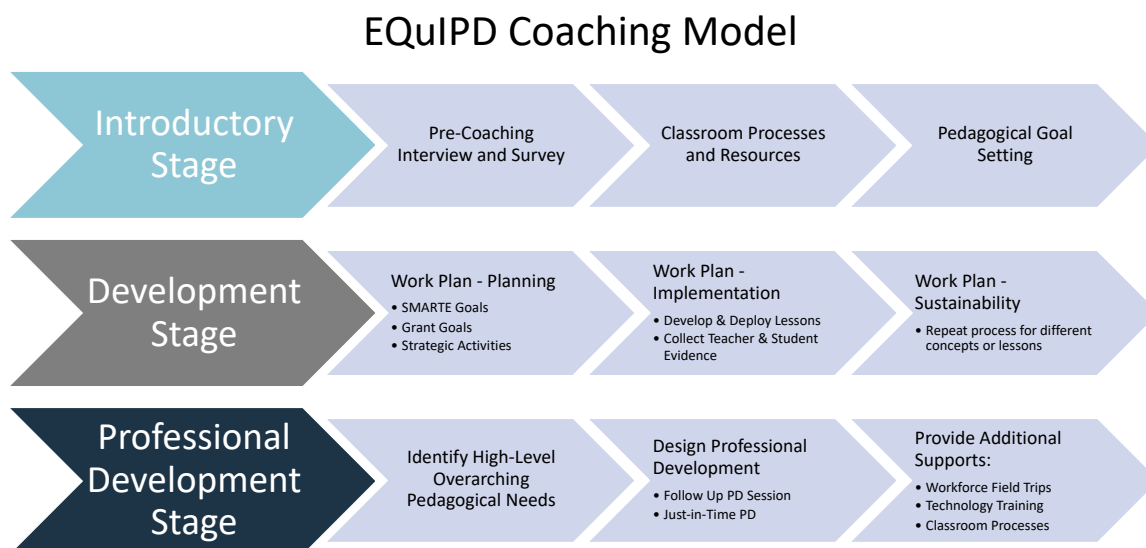 EQuIPD Coaching Model
Introductory
Stage
Pre-Coaching
Interview and Survey
Classroom Processes
and Resources
Pedagogical Goal
Setting
Development
Stage
Work Plan - Planning
• SMARTE Goals
• Grant Goals
• Strategic Activities
Work Plan -
Implementation
• Develop & Deploy Lessons
• Collect Teacher & Student
Evidence
Work Plan -
Sustainability
• Repeat process for different
concepts or lessons
Professional
Development
Stage
Identify High-Level
Overarching
Pedagogical Needs
Design Professional
Development
• Follow Up PD Session
• Just-in-Time PD
Provide Additional
Supports:
• Workforce Field Trips
• Technology Training
• Classroom Processes